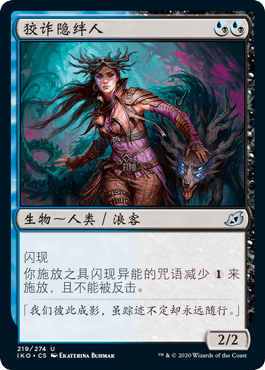 狡诈隐绊人
生物～人类／浪客
闪现
你施放之具闪现异能的咒语减少 1 来
施放，且不能被反击。
「我们彼此成影，虽踪迹不定却永远随行。」
2/2
219/274 U
IKO • CS EKATERINA BURMAK
™ & © 2020 Wizards of the Coast